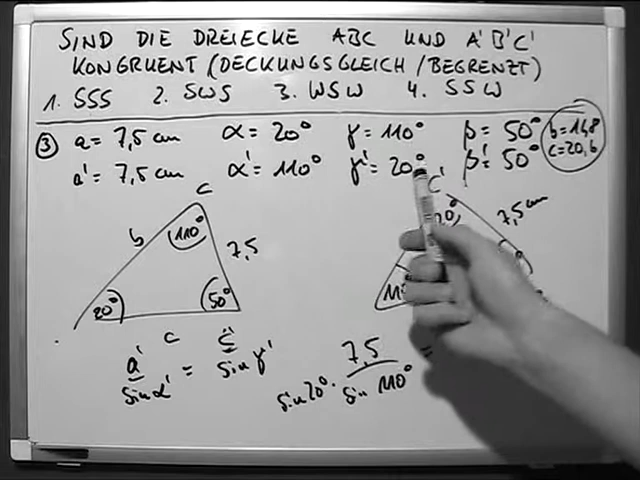 SIND DIE DREIECKE ABC UND A'B'C'
KONGRUENT (DECKUNGSGLEICH / BEGRENZT)
1. SSS 2. SWS 3. WSW 4. SSW
③ a = 7,5 cm α = 20° γ = 110° β = 50° b = 16,8
a' = 7,5 cm α' = 110° γ' = 20° β' = 50° c = 20,6
C C'
b 110° 7,5 20° 7,5 cm
20° 50° 11
c
a' / sin α' = c' / sin γ'
sin 20° · 7,5 / sin 110° =